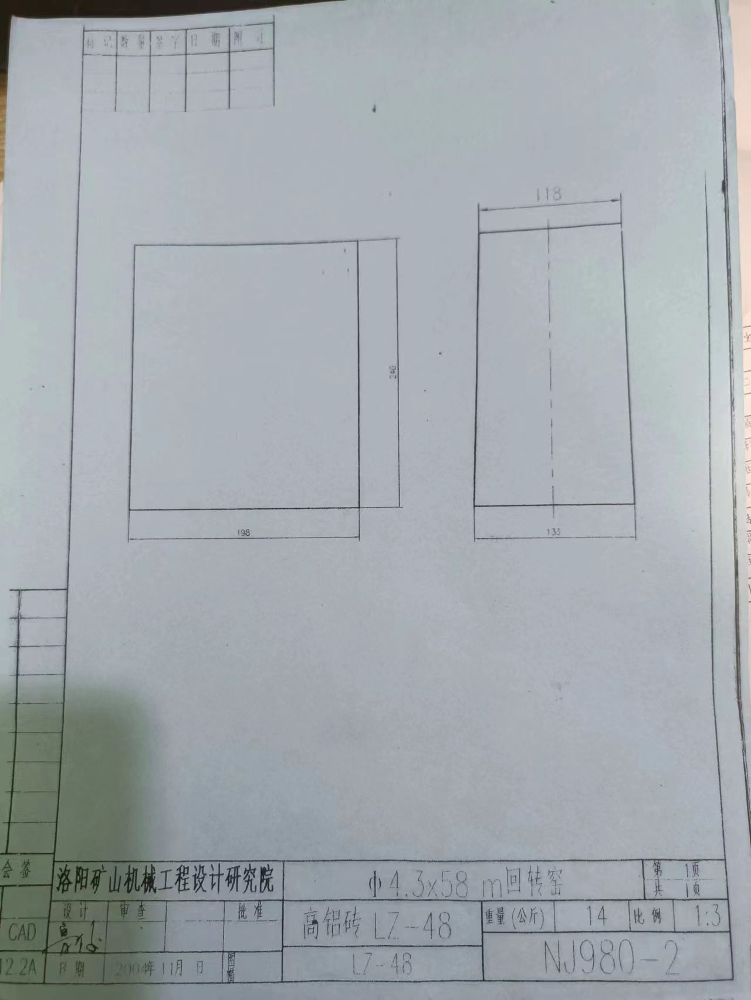 标记 数量 签字 日期 附注
118
240
198
133
会签
洛阳矿山机械工程设计研究院
Φ4.3x58 m回转窑
第 1页
共 1页
设计 审查 批准
高铝砖 LZ-48
重量(公斤) 14 比例 1:3
CAD
12.2A
日期 2004年11月 日
图幅
LZ-48
NJ980-2